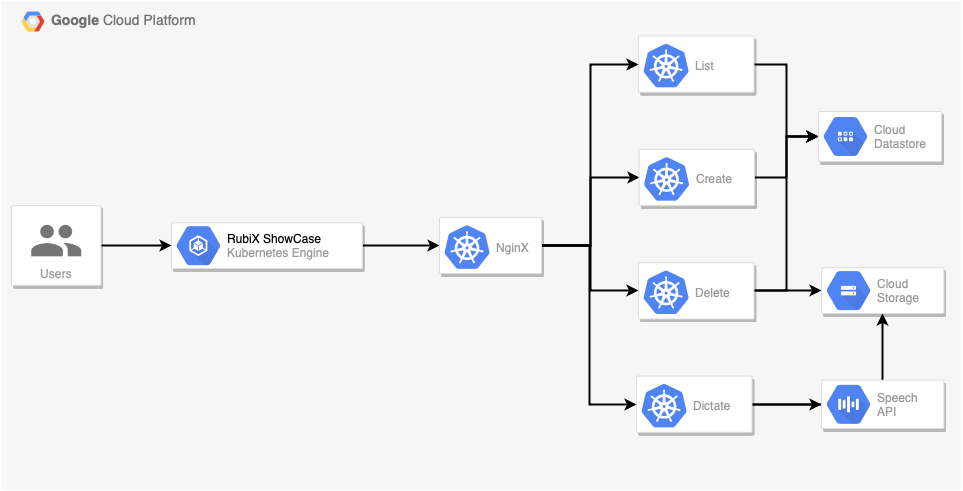 Google Cloud Platform
Users
RubiX ShowCase
Kubernetes Engine
NginX
List
Create
Delete
Dictate
Cloud
Datastore
Cloud
Storage
Speech
API